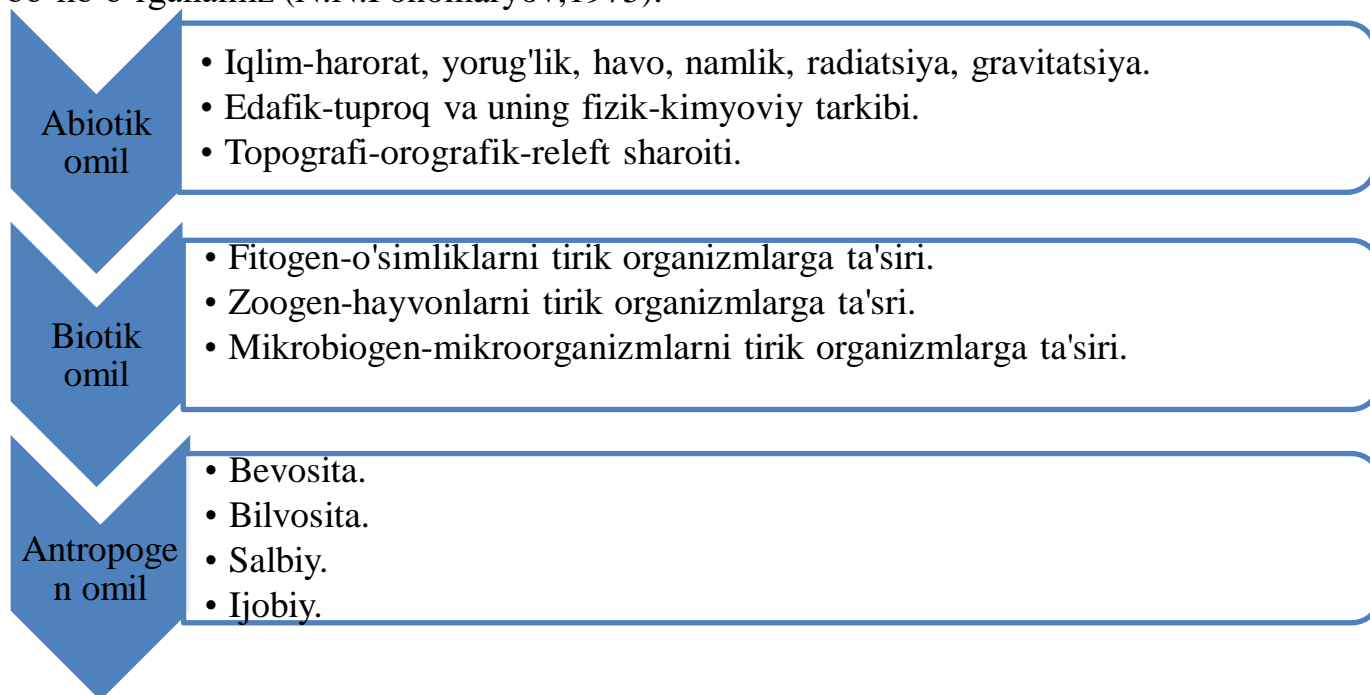 (N.N.Ponomaryov,1975).
Abiotik
omil
• Iqlim-harorat, yorug'lik, havo, namlik, radiatsiya, gravitatsiya.
• Edafik-tuproq va uning fizik-kimyoviy tarkibi.
• Topografi-orografik-releft sharoiti.
Biotik
omil
• Fitogen-o'simliklarni tirik organizmlarga ta'siri.
• Zoogen-hayvonlarni tirik organizmlarga ta'sri.
• Mikrobiogen-mikroorganizmlarni tirik organizmlarga ta'siri.
Antropoge
n omil
• Bevosita.
• Bilvosita.
• Salbiy.
• Ijobiy.